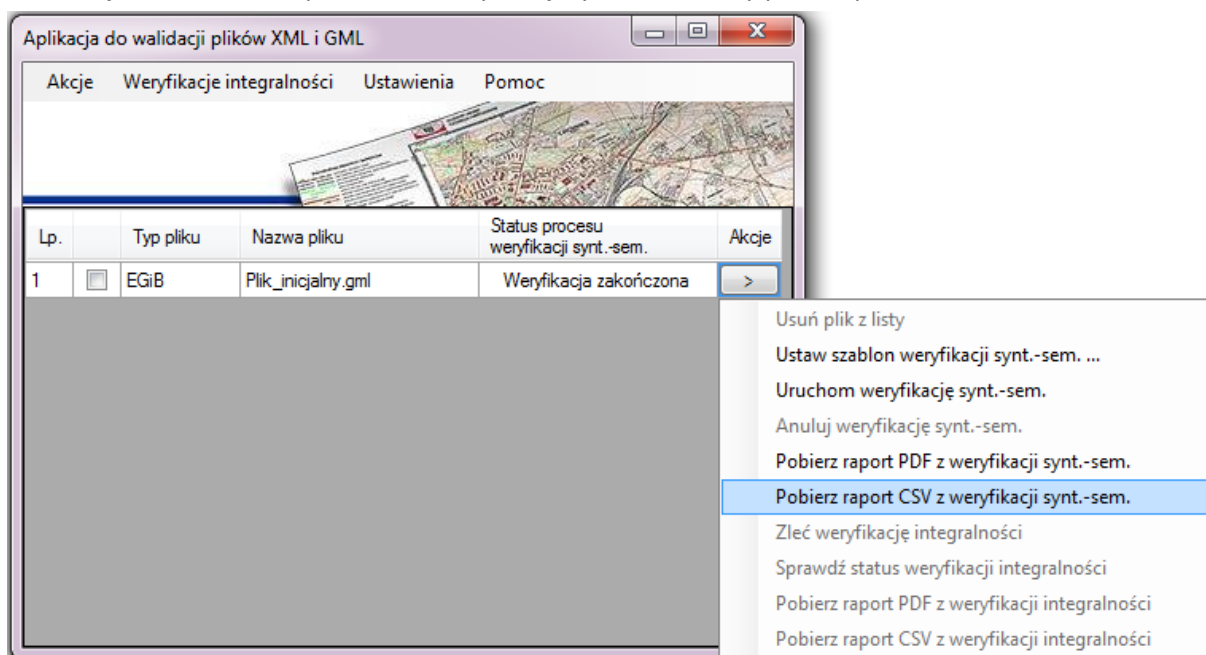 Aplikacja do walidacji plików XML i GML
Akcje Weryfikacje integralności Ustawienia Pomoc
Lp. Typ pliku Nazwa pliku Status procesu weryfikacji synt.-sem. Akcje
1 EGiB Plik_inicjalny.gml Weryfikacja zakończona >
Usuń plik z listy
Ustaw szablon weryfikacji synt.-sem. ...
Uruchom weryfikację synt.-sem.
Anuluj weryfikację synt.-sem.
Pobierz raport PDF z weryfikacji synt.-sem.
Pobierz raport CSV z weryfikacji synt.-sem.
Zleć weryfikację integralności
Sprawdź status weryfikacji integralności
Pobierz raport PDF z weryfikacji integralności
Pobierz raport CSV z weryfikacji integralności